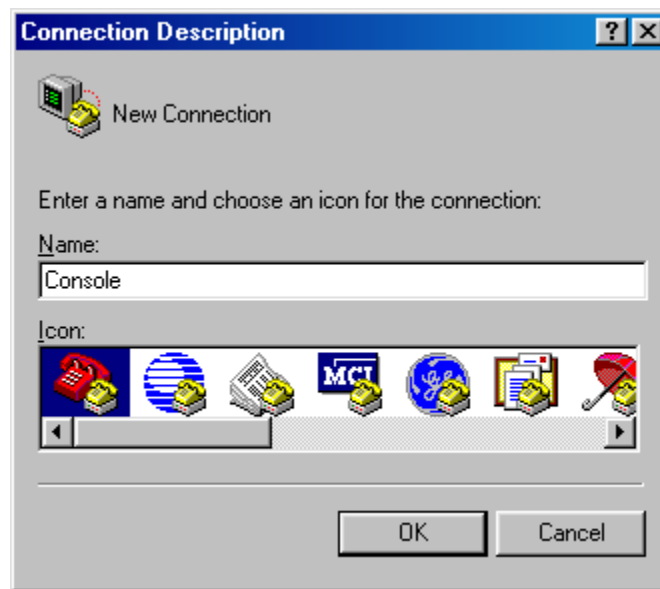 Connection Description
New Connection
Enter a name and choose an icon for the connection:
Name:
Console
Icon:
MCI
OK
Cancel